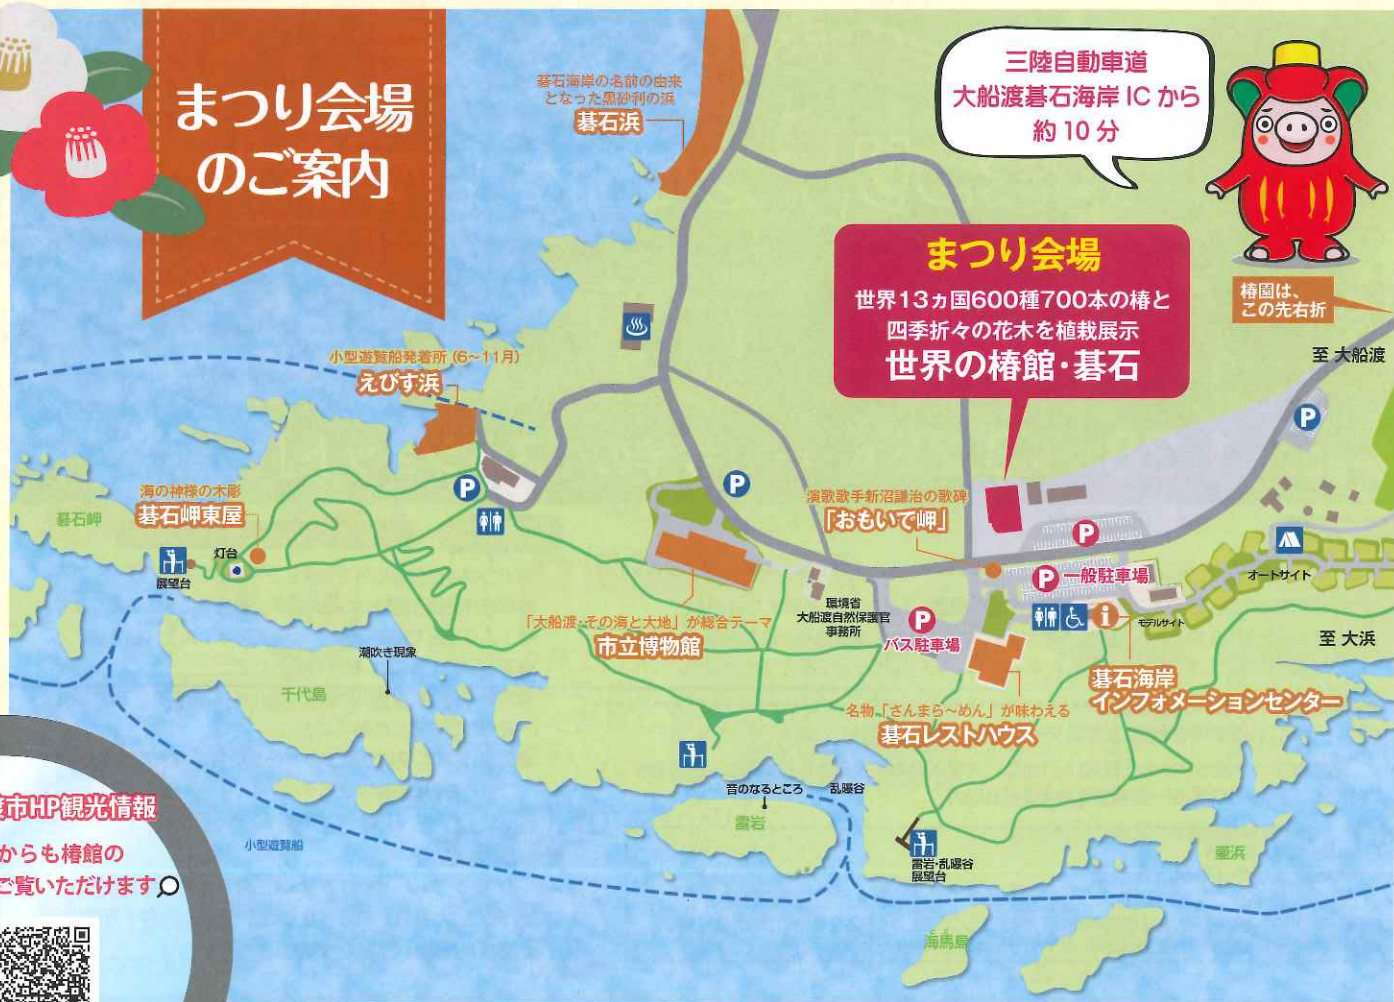 まつり会場
のご案内
碁石海岸の名前の由来
となった黒砂利の浜
碁石浜
三陸自動車道
大船渡碁石海岸 IC から
約 10 分
まつり会場
世界13ヵ国600種700本の椿と
四季折々の花木を植栽展示
世界の椿館・碁石
椿園は、
この先右折
至 大船渡
小型遊覧船発着所 (6〜11月)
えびす浜
P
P
P
海の神様の木彫
碁石岬東屋
碁石岬
灯台
展望台
演歌歌手新沼謙治の歌碑
「おもいで岬」
P
P 一般駐車場
オートサイト
環境省
大船渡自然保護官
事務所
P
バス駐車場
i
モデルサイト
至 大浜
「大船渡・その海と大地」が総合テーマ
市立博物館
潮吹き現象
千代島
碁石海岸
インフォメーションセンター
名物「さんまら〜めん」が味わえる
碁石レストハウス
音のなるところ
乱曝谷
雷岩
雷岩・乱曝谷
展望台
小型遊覧船
海馬島
市HP観光情報
からも椿館の
ご覧いただけます